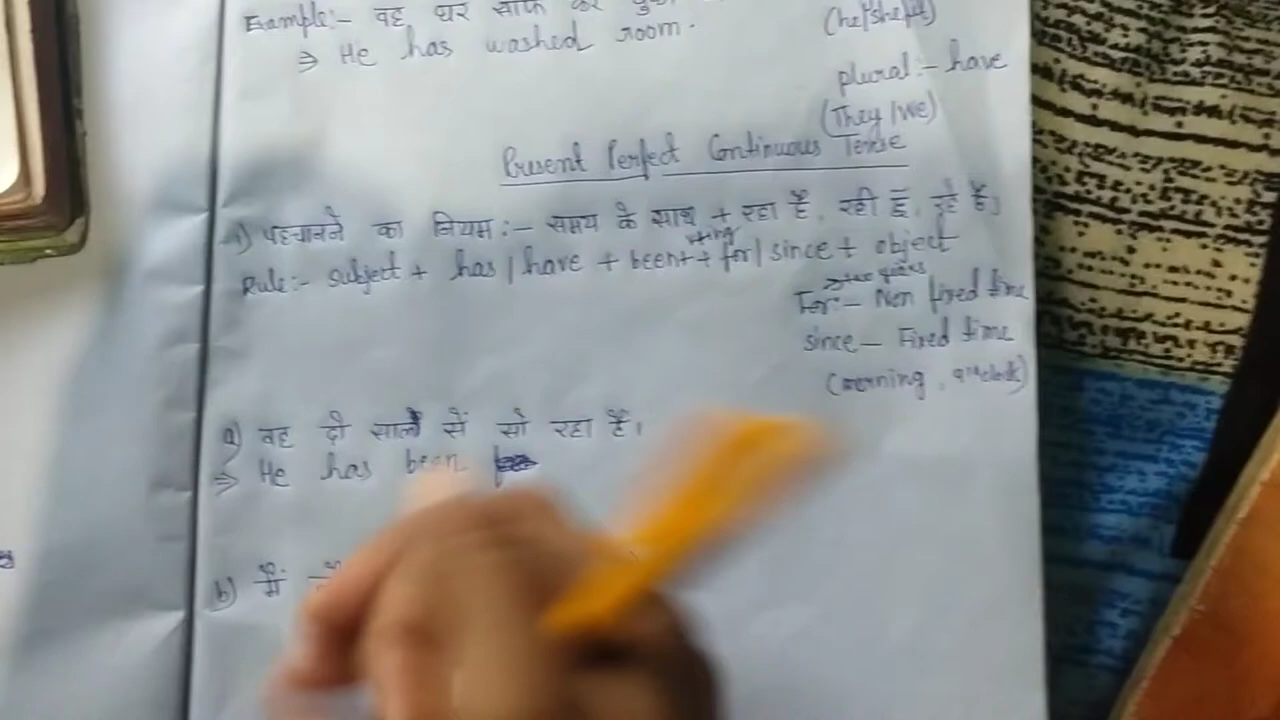 Example:- वह घर साफ कर
(he/she/it)
⇒ He has washed room.
plural:- have
(They/We)
Present Perfect Continuous Tense
1) पहचानने का नियम:- समय के साथ + रहा है, रही है, रहे हैं।
Rule:- Subject + has/have + been + V+ing + for/since + object
For:- Non fixed time
since — Fixed time
(morning, 9 o'clock)
a) वह दो साल से सो रहा है।
⇒ He has been
b) मैं